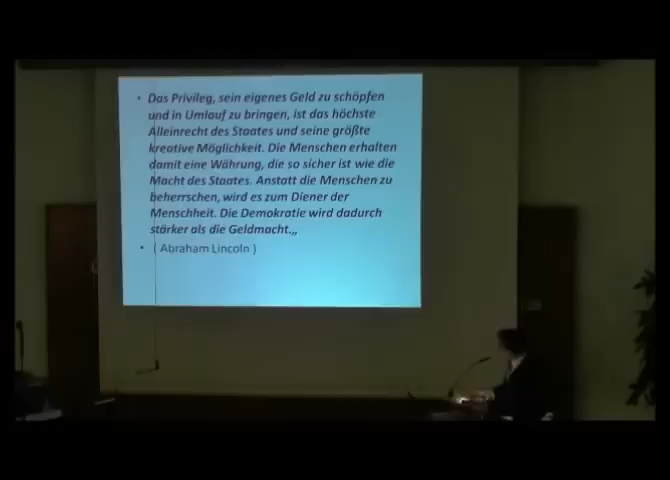 • Das Privileg, sein eigenes Geld zu schöpfen
und in Umlauf zu bringen, ist das höchste
Alleinrecht des Staates und seine größte
kreative Möglichkeit. Die Menschen erhalten
damit eine Währung, die so sicher ist wie die
Macht des Staates. Anstatt die Menschen zu
beherrschen, wird es zum Diener der
Menschheit. Die Demokratie wird dadurch
stärker als die Geldmacht.„
• ( Abraham Lincoln )